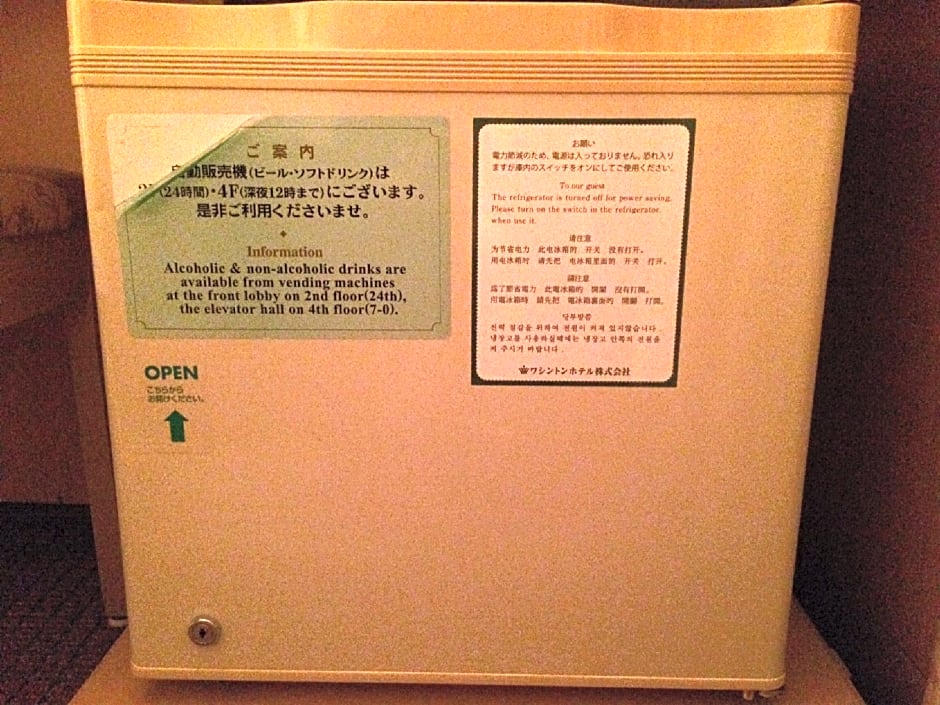 ご案内
動販売機(ビール・ソフトドリンク)は
(24時間)・4F(深夜12時まで)にございます。
是非ご利用くださいませ。
Information
Alcoholic & non-alcoholic drinks are
available from vending machines
at the front lobby on 2nd floor(24th),
the elevator hall on 4th floor(7-0).
OPEN
こちらから
お開けください。
お願い
電力節減のため、電源は入っておりません。恐れ入り
ますが庫内のスイッチをオンにしてご使用ください。
To our guest
The refrigerator is turned off for power saving.
Please turn on the switch in the refrigerator
when use it.
请注意
为了节省电力 此电冰箱的 开关 没有打开。
用电冰箱时 请先把 电冰箱里面的 开关 打开。
請注意
爲了節省電力 此電冰箱的 開關 沒有打開。
用電冰箱時 請先把 電冰箱裏面的 開關 打開。
당부말씀
전력 절감을 위하여 전원이 켜져 있지않습니다.
냉장고를 사용하실때에는 냉장고 안쪽의 전원을
켜 주시기 바랍니다.
ワシントンホテル株式会社